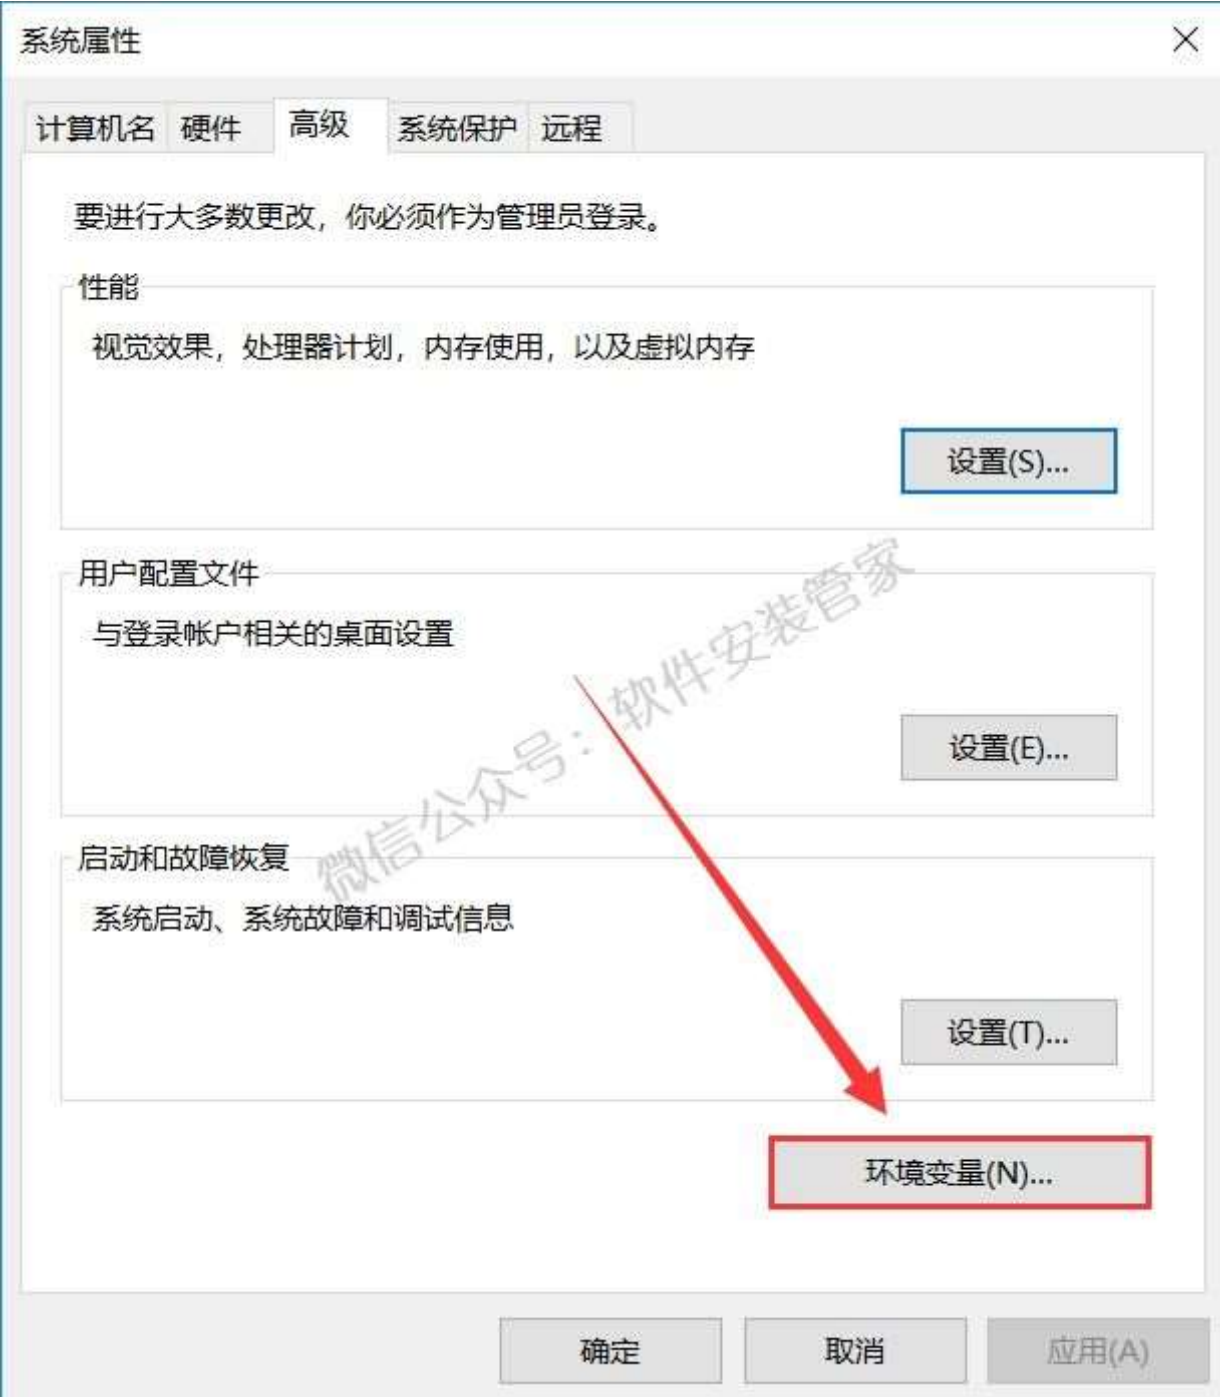 系统属性
计算机名 硬件 高级 系统保护 远程
要进行大多数更改，你必须作为管理员登录。
性能
视觉效果，处理器计划，内存使用，以及虚拟内存
设置(S)...
用户配置文件
与登录帐户相关的桌面设置
设置(E)...
微信公众号：软件安装管家
启动和故障恢复
系统启动、系统故障和调试信息
设置(T)...
环境变量(N)...
确定 取消 应用(A)